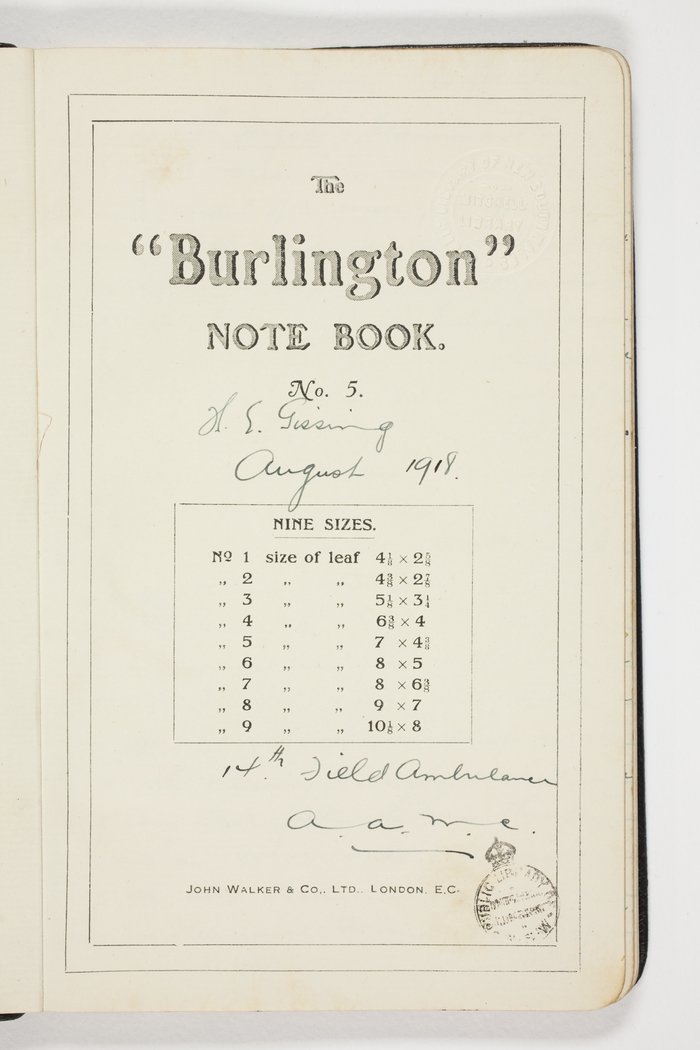 The
“Burlington”
NOTE BOOK.
No. 5.
H. E. Gissing
August 1918.
NINE SIZES.
No 1 size of leaf 4⅛ × 2⅝
„ 2 „ „ 4⅜ × 2⅞
„ 3 „ „ 5⅛ × 3¼
„ 4 „ „ 6⅜ × 4
„ 5 „ „ 7 × 4⅜
„ 6 „ „ 8 × 5
„ 7 „ „ 8 × 6⅜
„ 8 „ „ 9 × 7
„ 9 „ „ 10⅛ × 8
14th. Field Ambulance
A. A. M. C.
JOHN WALKER & CO., LTD., LONDON, E.C.
PUBLIC LIBRARY